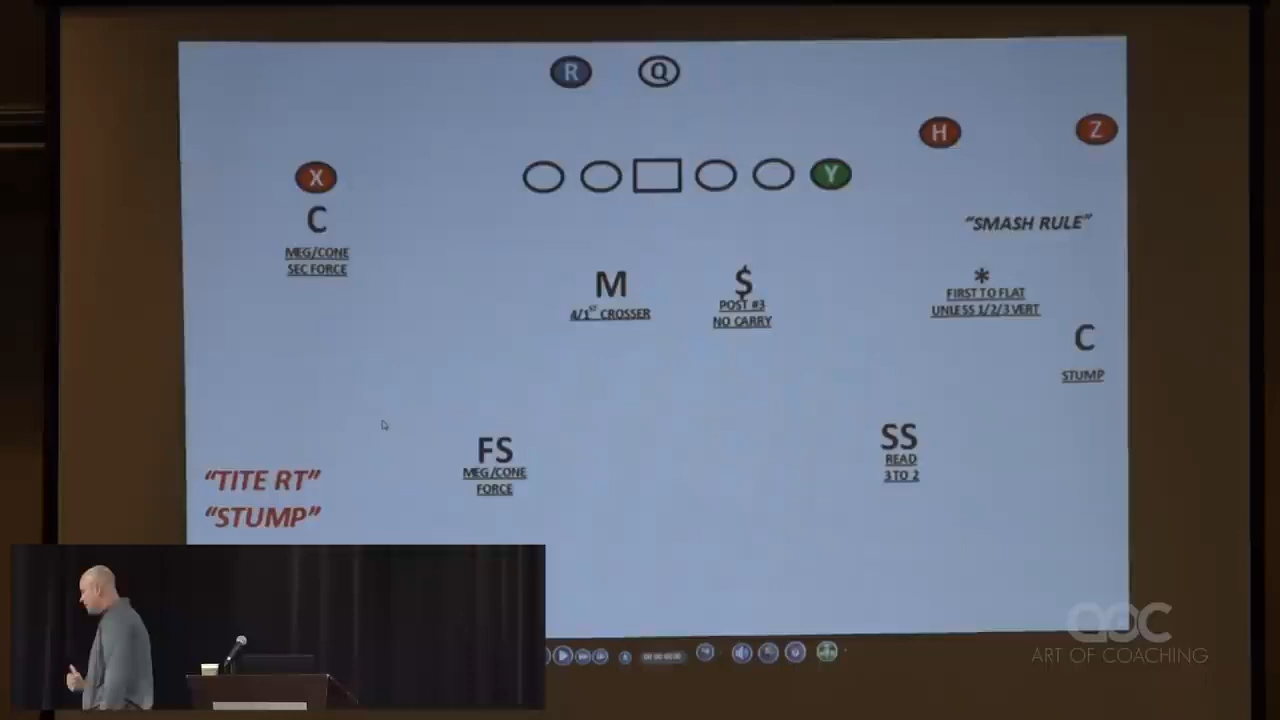 R Q
H Z
X Y
C
MEG/CONE
SEC FORCE
"SMASH RULE"
M
4/1ST CROSSER
$
POST #3
NO CARRY
*
FIRST TO FLAT
UNLESS 1/2/3 VERT
C
STUMP
FS
MEG/CONE
FORCE
SS
READ
3 TO 2
"TITE RT"
"STUMP"
aoc
ART OF COACHING